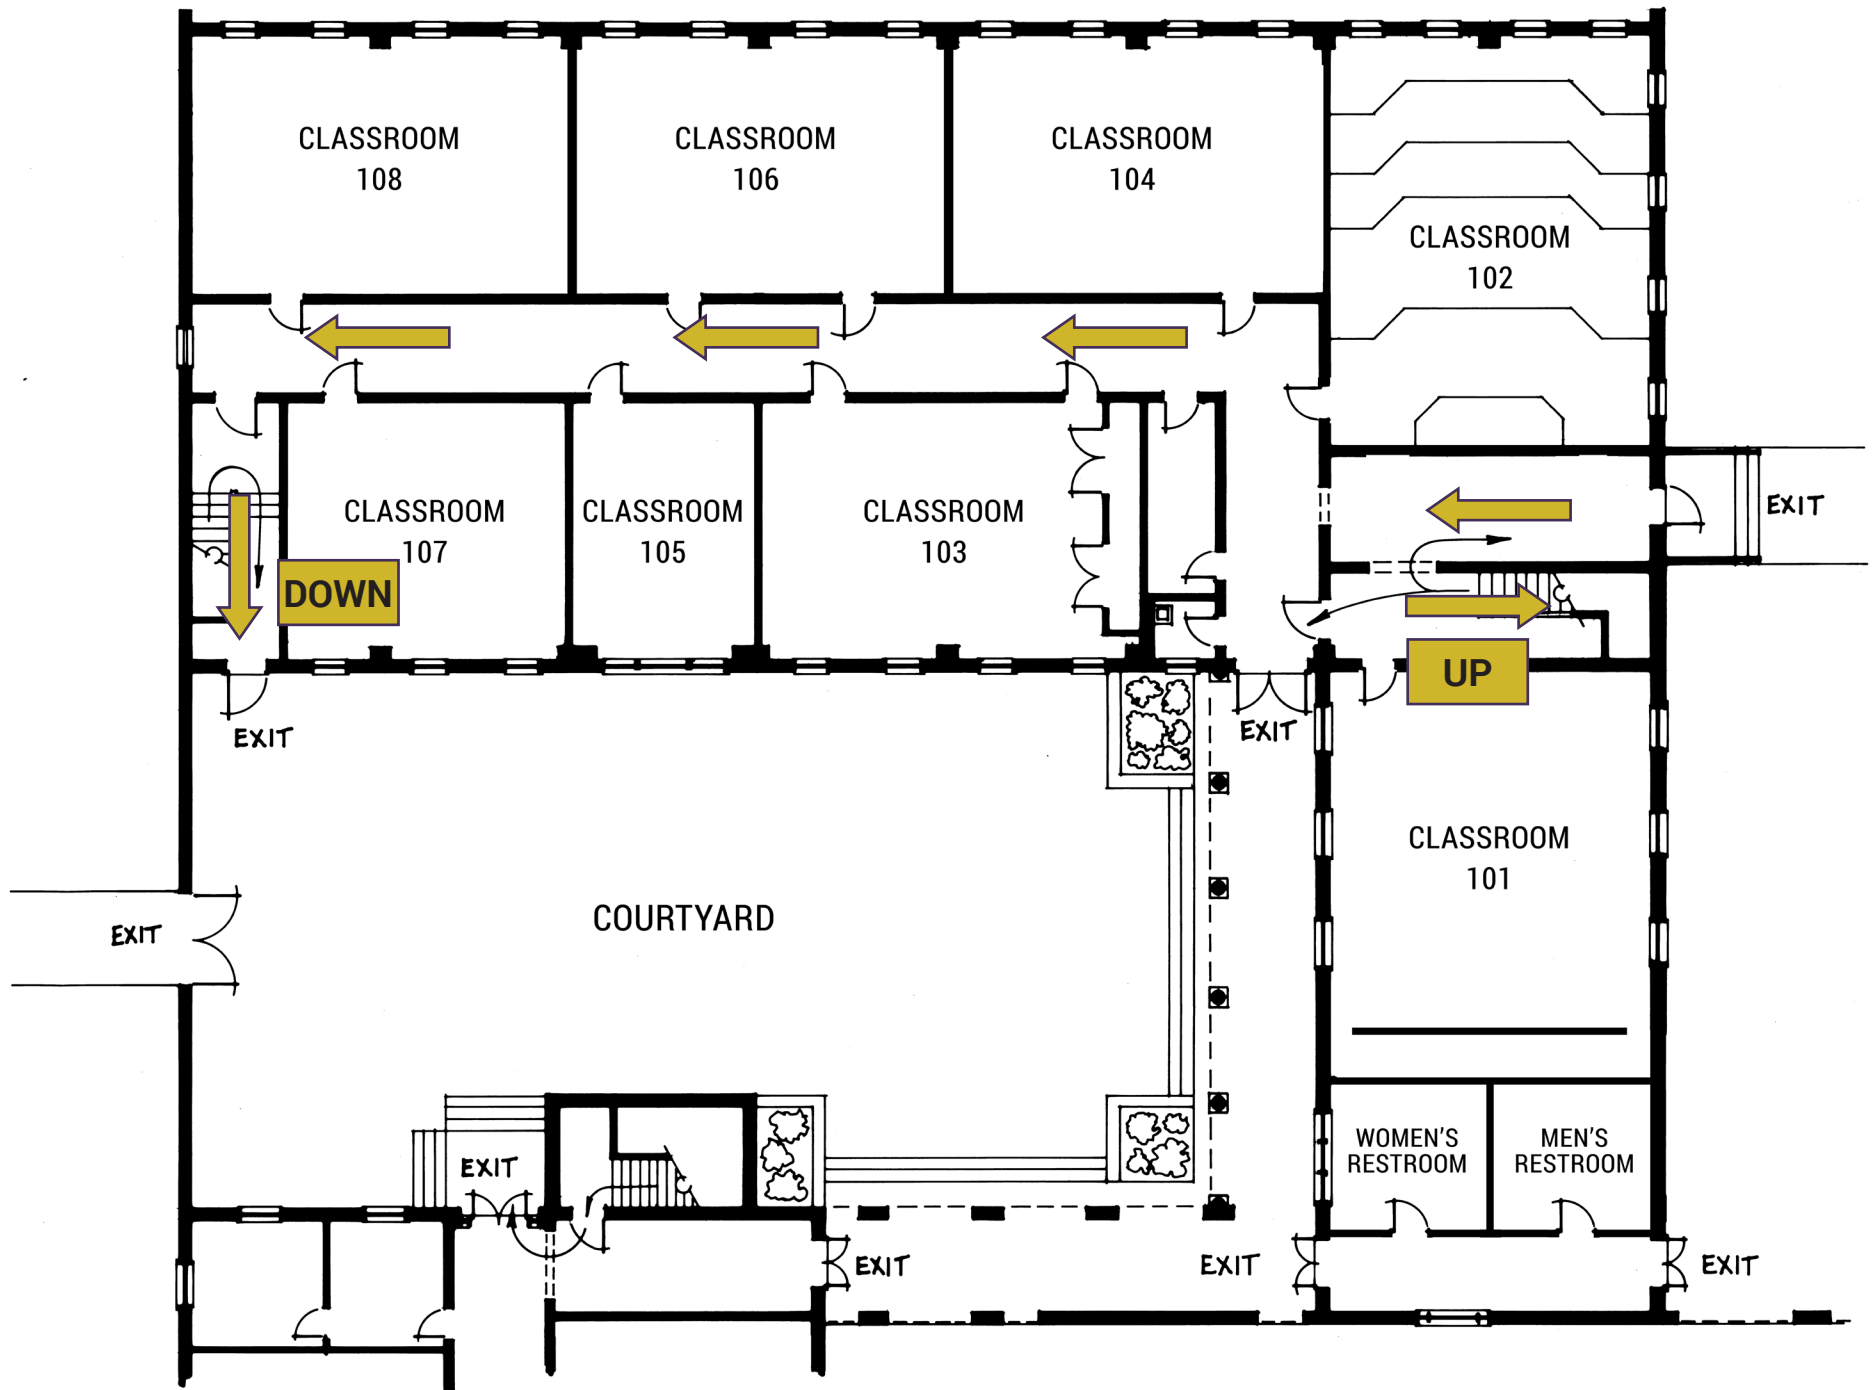 CLASSROOM
108
CLASSROOM
106
CLASSROOM
104
CLASSROOM
102
CLASSROOM
107
CLASSROOM
105
CLASSROOM
103
EXIT
DOWN
UP
EXIT
EXIT
CLASSROOM
101
COURTYARD
EXIT
WOMEN'S
RESTROOM
MEN'S
RESTROOM
EXIT
EXIT
EXIT
EXIT